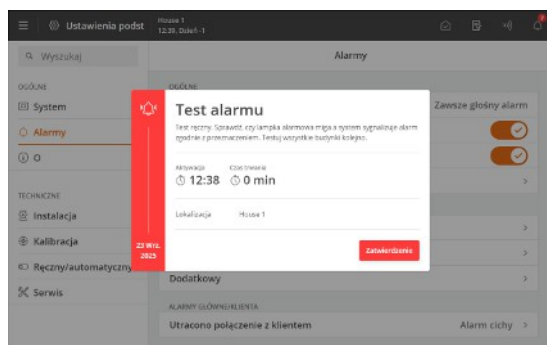 Ustawienia podst
House 1
12:39, Dzień -1
Wyszukaj
Alarmy
OGÓLNE
System
Alarmy
O
TECHNICZNE
Instalacja
Kalibracja
Ręczny/automatyczny
Serwis
OGÓLNE
Zawsze głośny alarm
Test alarmu
Test ręczny. Sprawdź, czy lampka alarmowa miga a system sygnalizuje alarm
zgodnie z przeznaczeniem. Testuj wszystkie budynki kolejno.
Aktywacja
Czas trwania
12:38
0 min
Lokalizacja
House 1
23 Wrz.
2025
Zatwierdzenie
Dodatkowy
ALARMY GŁÓWNE/KLIENTA
Utracono połączenie z klientem
Alarm cichy